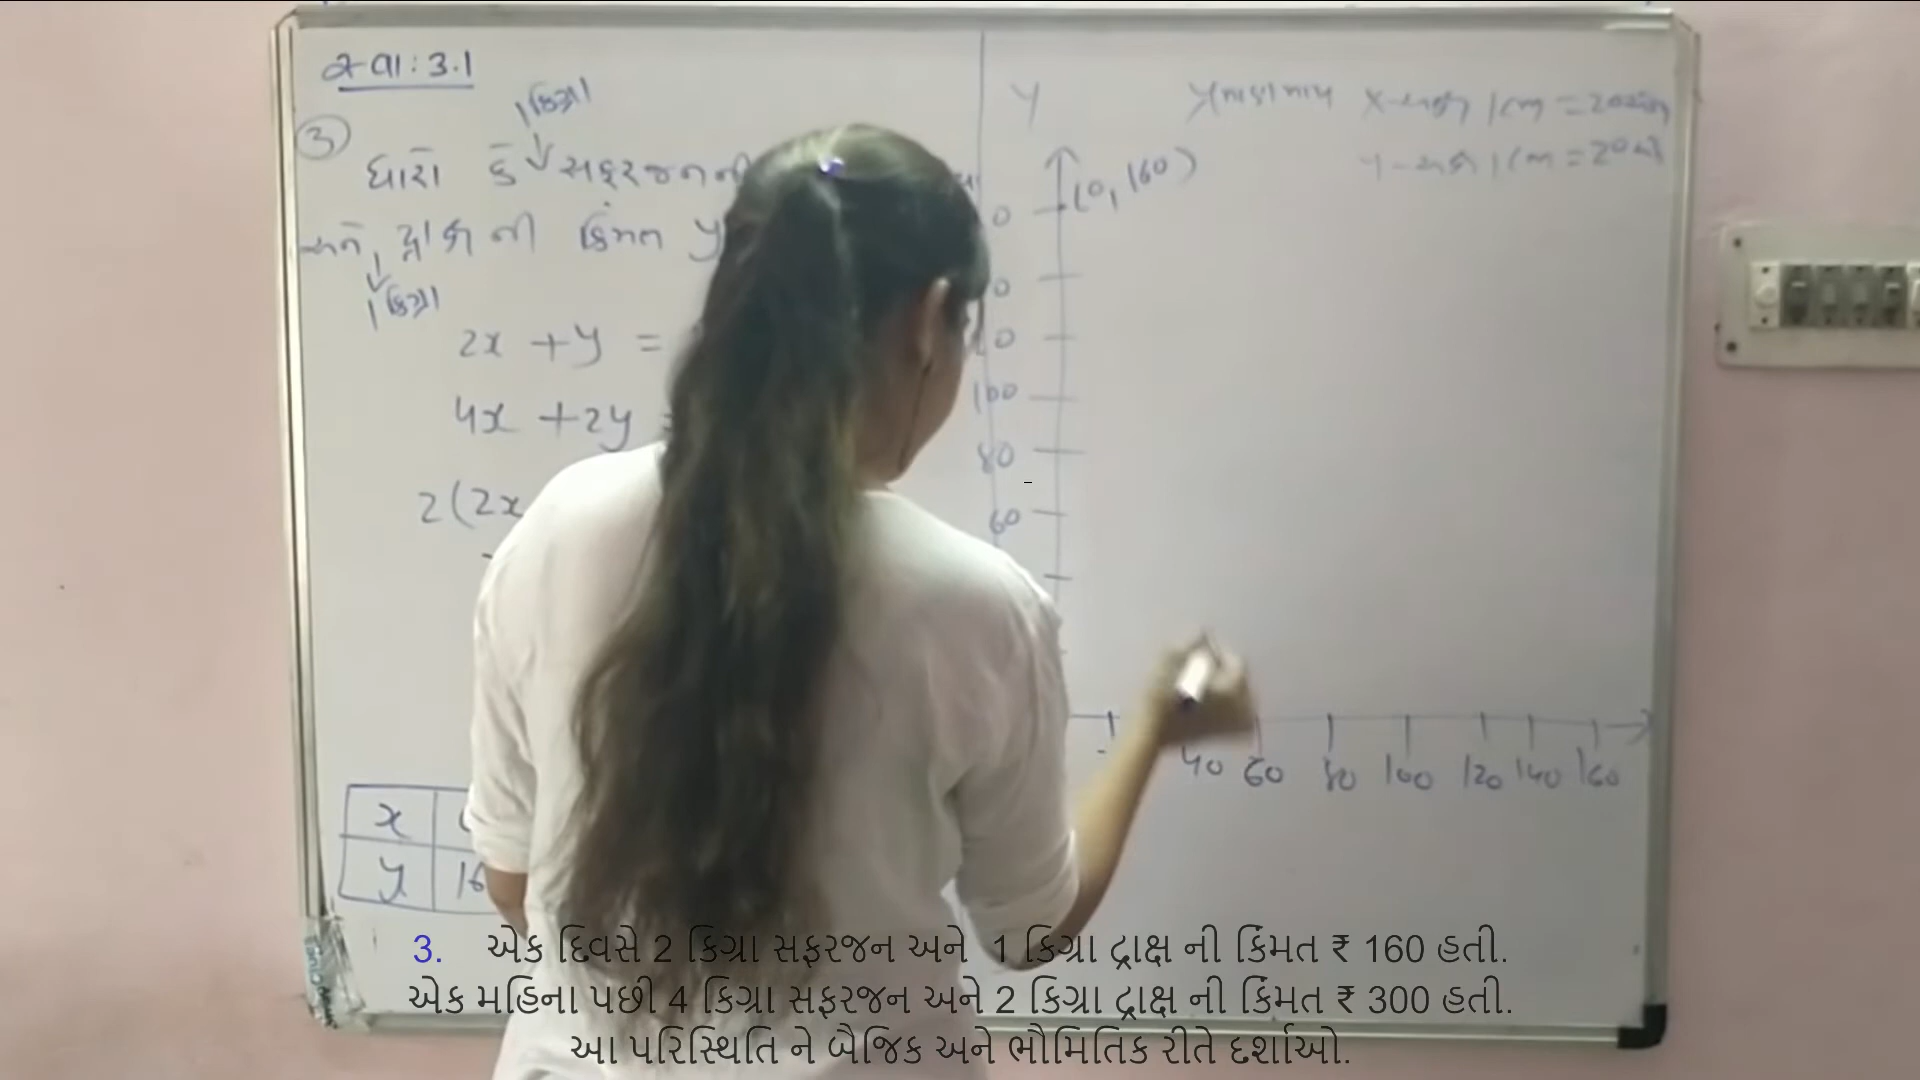 સ્વા : 3.1
1 કિગ્રા
3
ધારો કે સફરજનની
અને દ્રાક્ષ ની કિંમત y
1 કિગ્રા
2x + y =
4x + 2y =
2(2x
x
y 16
Y
પ્રમાણમાપ X-અક્ષ 1cm = 20એકમ
Y-અક્ષ 1cm = 20એ
(0, 160)
0
0
0
100
80
60
40 60 80 100 120 140 160
3. એક દિવસે 2 કિગ્રા સફરજન અને 1 કિગ્રા દ્રાક્ષ ની કિંમત ₹ 160 હતી.
એક મહિના પછી 4 કિગ્રા સફરજન અને 2 કિગ્રા દ્રાક્ષ ની કિંમત ₹ 300 હતી.
આ પરિસ્થિતિ ને બૈજિક અને ભૌમિતિક રીતે દર્શાઓ.